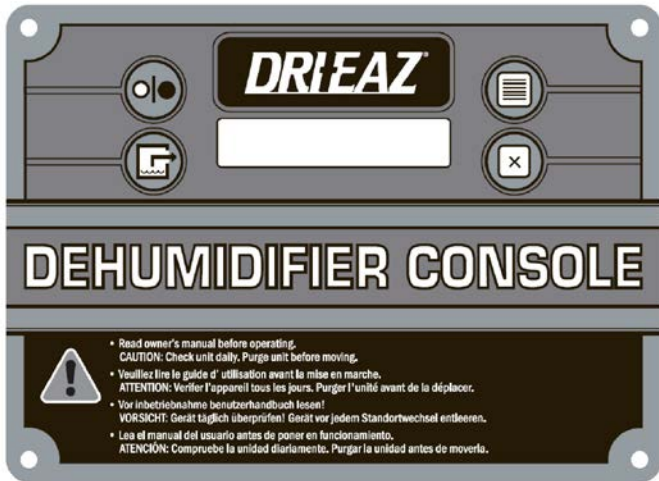 DRI-EAZ
DEHUMIDIFIER CONSOLE
• Read owner's manual before operating.
CAUTION: Check unit daily. Purge unit before moving.
• Veuillez lire le guide d' utilisation avant la mise en marche.
ATTENTION: Verifer l'appareil tous les jours. Purger l'unité avant de la déplacer.
• Vor inbetriebnahme benutzerhandbuch lesen!
VORSICHT: Gerät täglich überprüfen! Gerät vor jedem Standortwechsel entleeren.
• Lea el manual del usuario antes de poner en funcionamiento.
ATENCIÓN: Compruebe la unidad diariamente. Purgar la unidad antes de moverla.